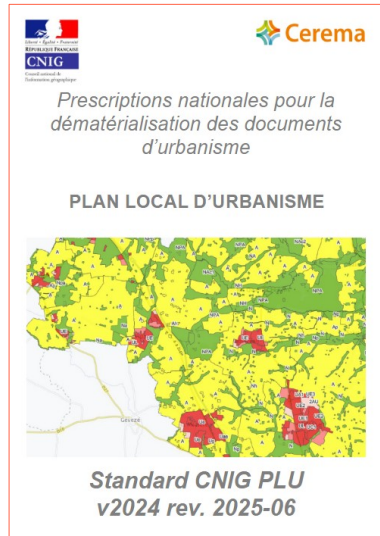 Liberté • Égalité • Fraternité
RÉPUBLIQUE FRANÇAISE
CNIG
Conseil national de
l'information géographique
Cerema
Prescriptions nationales pour la
dématérialisation des documents
d'urbanisme
PLAN LOCAL D'URBANISME
Standard CNIG PLU
v2024 rev. 2025-06